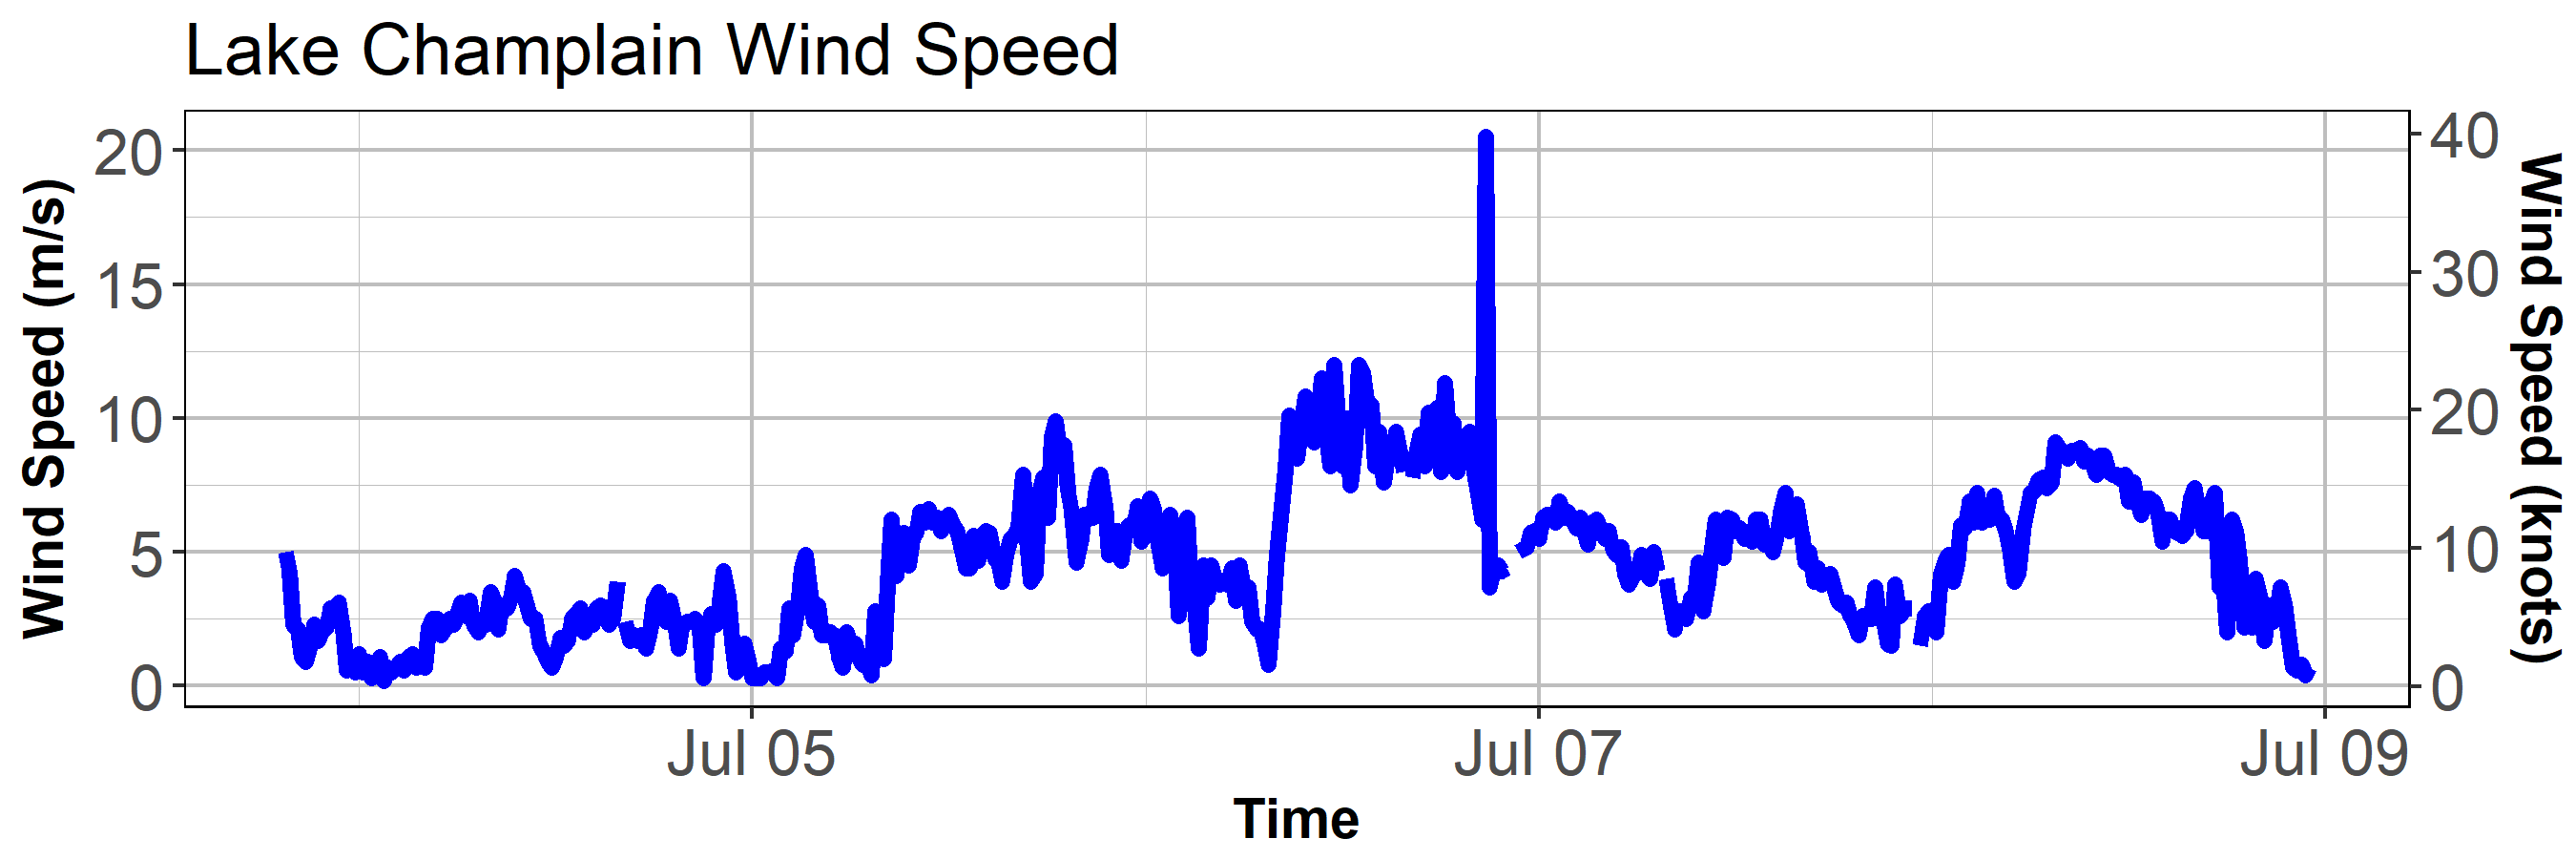 Lake Champlain Wind Speed
Wind Speed (m/s)
20
15
10
5
0
40
30
20
10
0
Wind Speed (knots)
Jul 05
Jul 07
Jul 09
Time